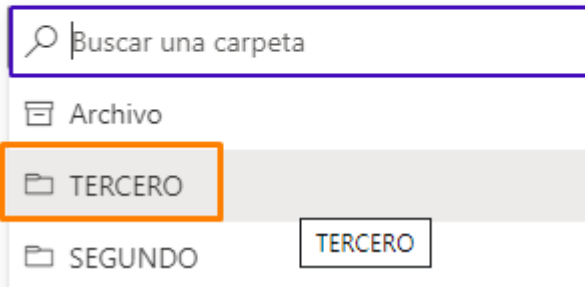 Buscar una carpeta
Archivo
TERCERO
TERCERO
SEGUNDO